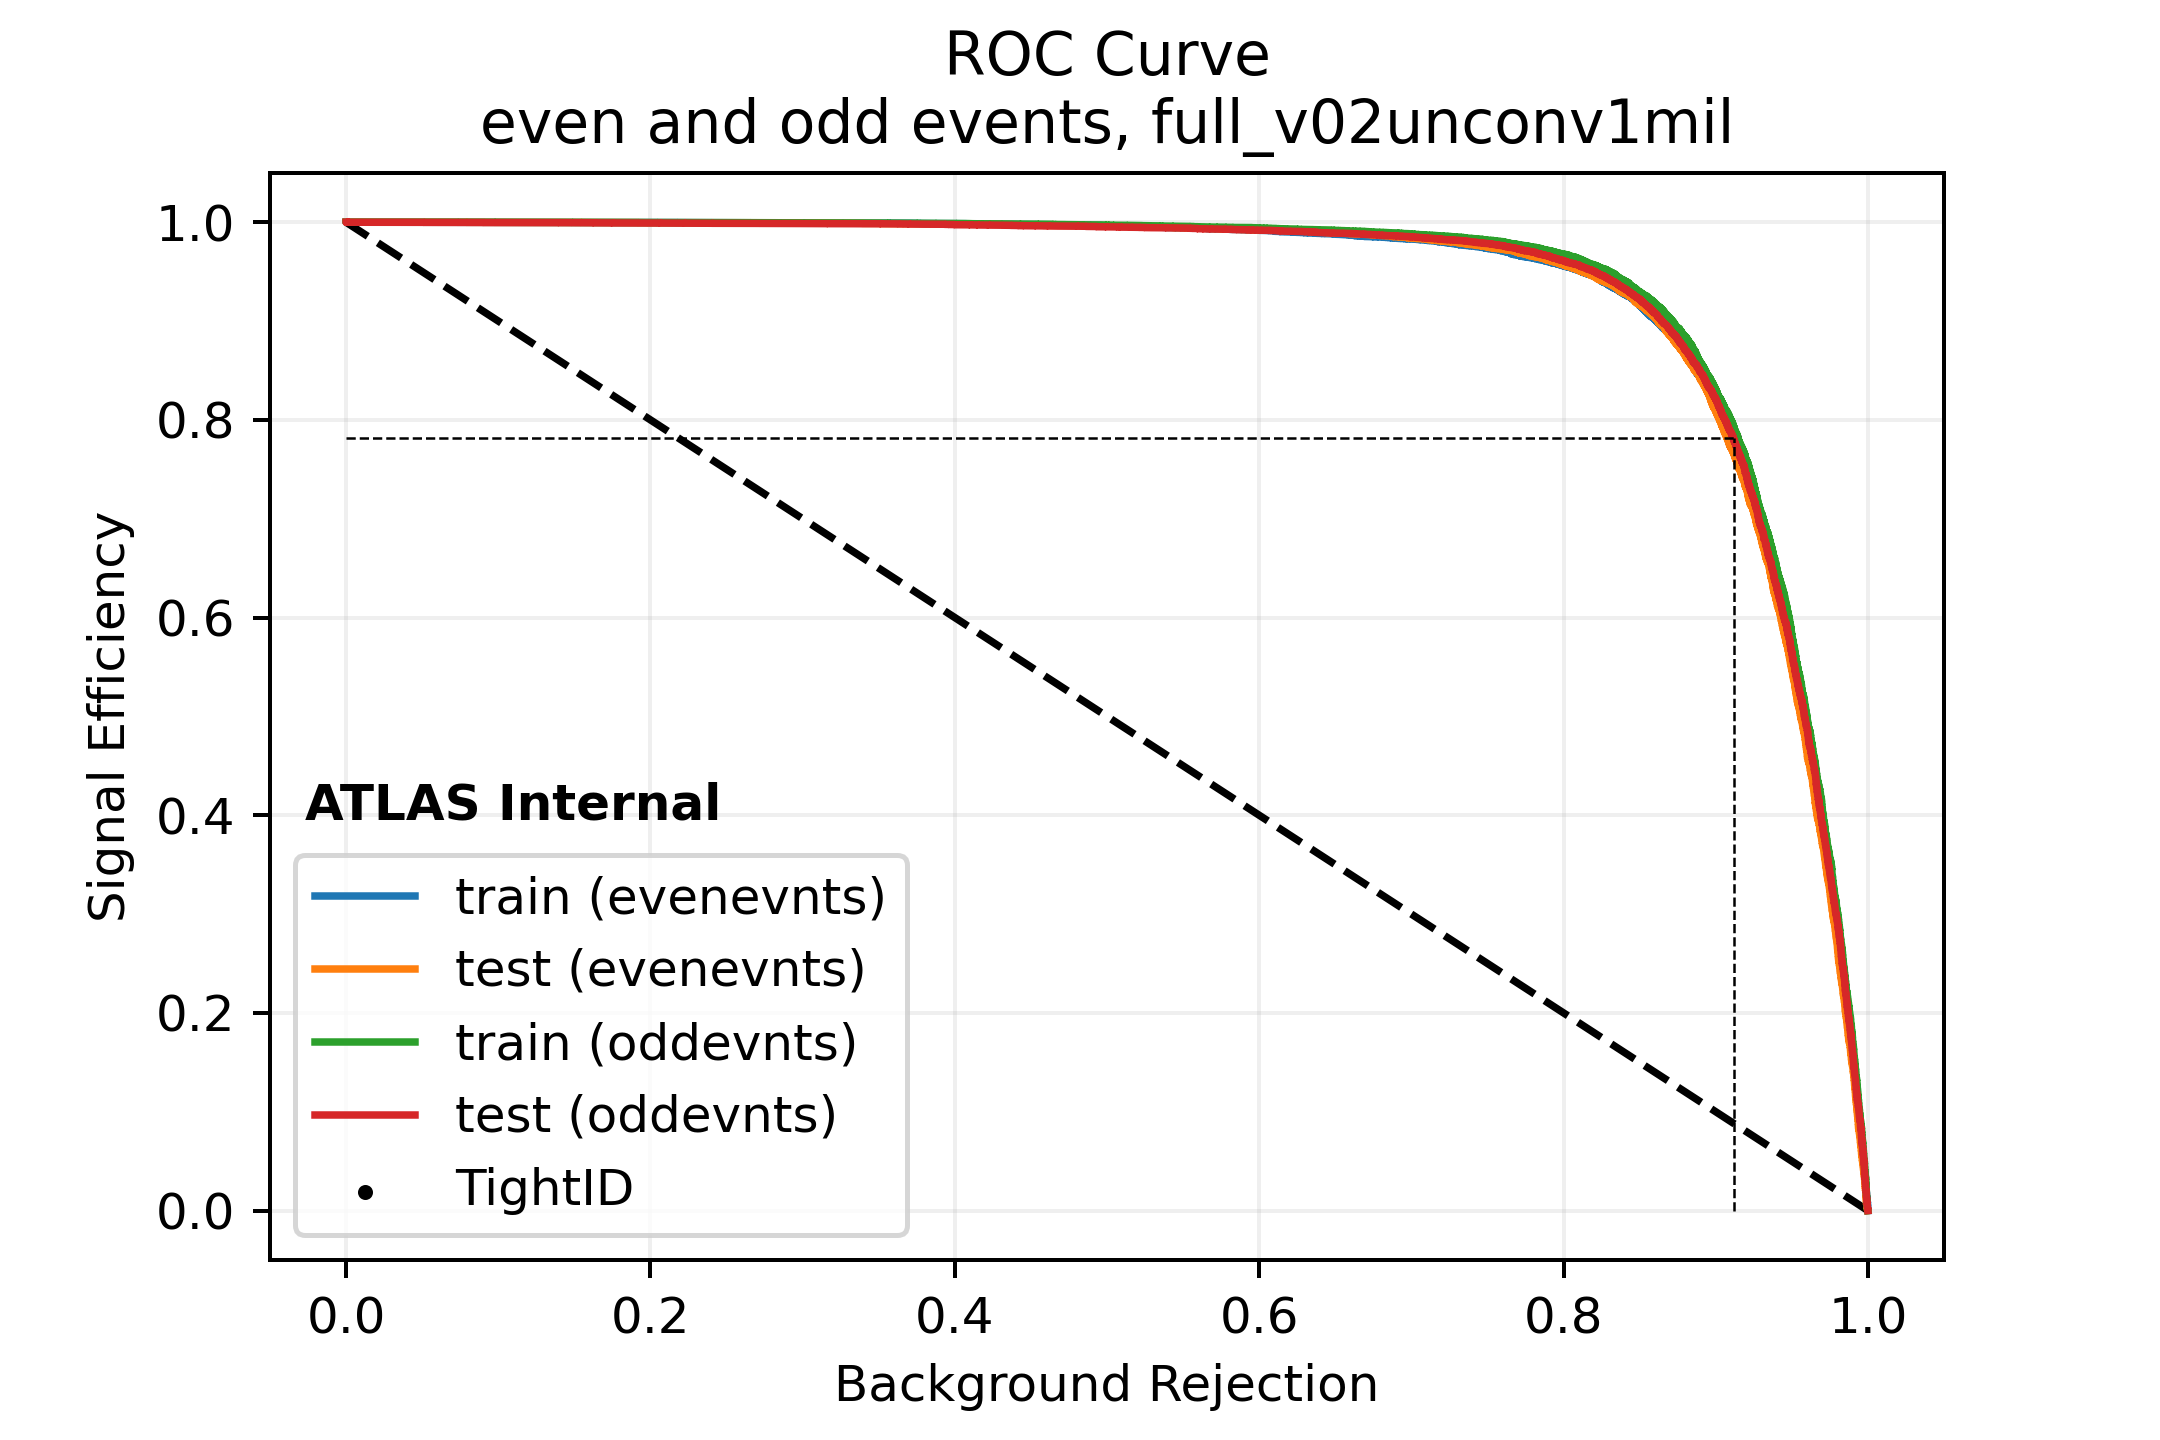 ROC Curve
even and odd events, full_v02unconv1mil
1.0
0.8
0.6
0.4
0.2
0.0
Signal Efficiency
ATLAS Internal
train (evenevnts)
test (evenevnts)
train (oddevnts)
test (oddevnts)
TightID
0.0 0.2 0.4 0.6 0.8 1.0
Background Rejection